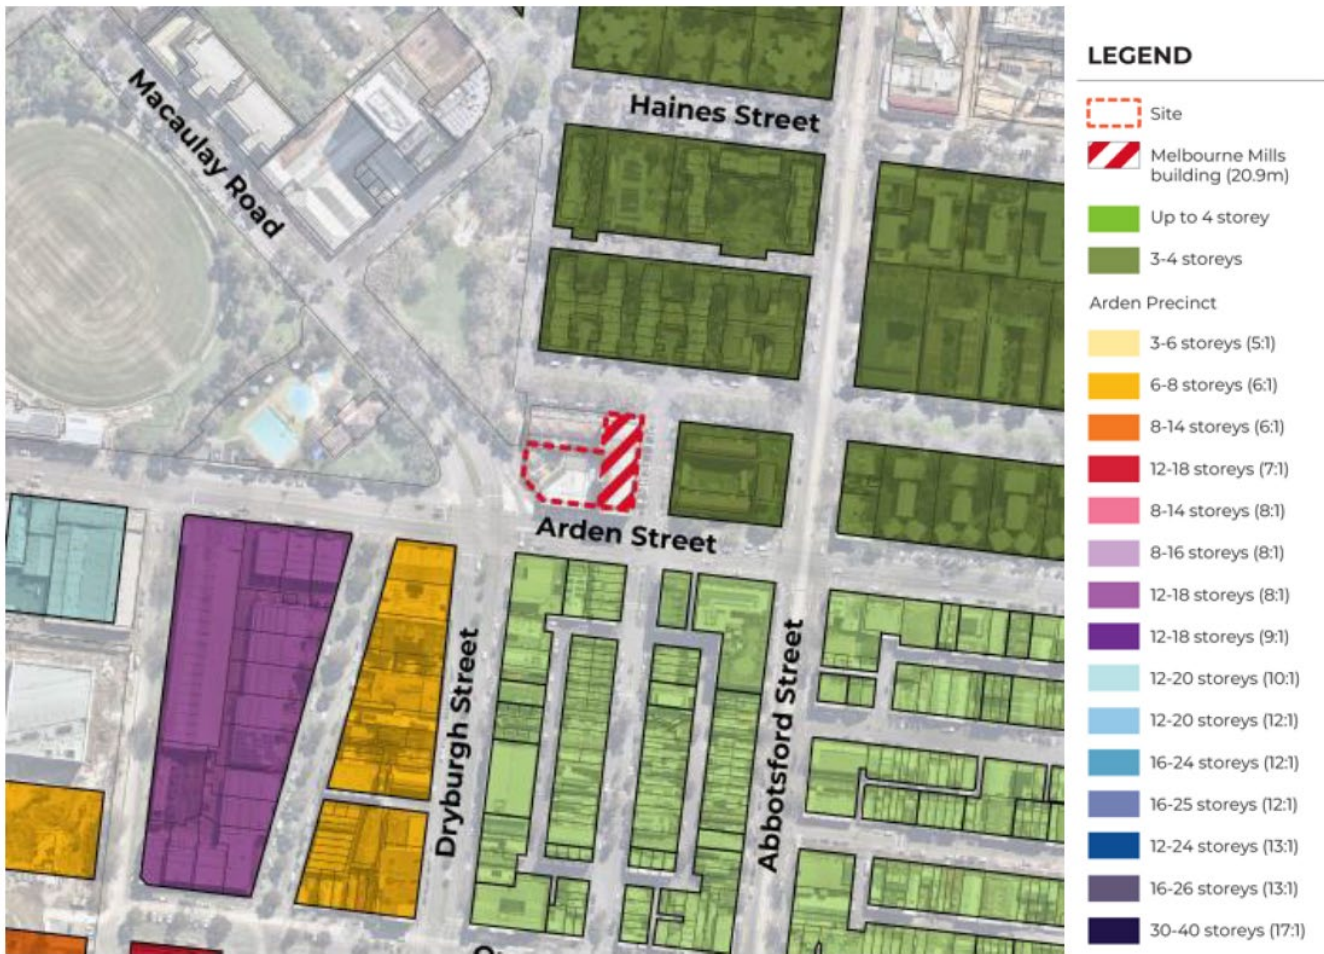 Macaulay Road
Haines Street
Arden Street
Dryburgh Street
Abbotsford Street
LEGEND
Site
Melbourne Mills
building (20.9m)
Up to 4 storey
3-4 storeys
Arden Precinct
3-6 storeys (5:1)
6-8 storeys (6:1)
8-14 storeys (6:1)
12-18 storeys (7:1)
8-14 storeys (8:1)
8-16 storeys (8:1)
12-18 storeys (8:1)
12-18 storeys (9:1)
12-20 storeys (10:1)
12-20 storeys (12:1)
16-24 storeys (12:1)
16-25 storeys (12:1)
12-24 storeys (13:1)
16-26 storeys (13:1)
30-40 storeys (17:1)